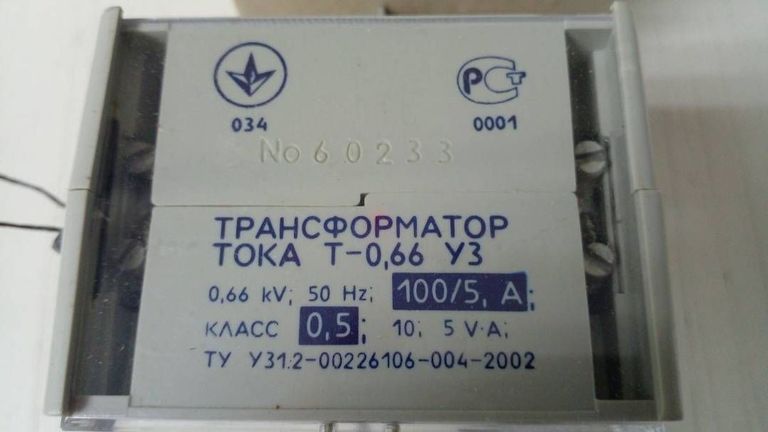 РСТ
034
0001
No 60233
ТРАНСФОРМАТОР
ТОКА Т-0,66 У3
0,66 kV; 50 Hz; 100/5, А;
КЛАСС 0,5; 10; 5 V·A;
ТУ У31.2-00226106-004-2002